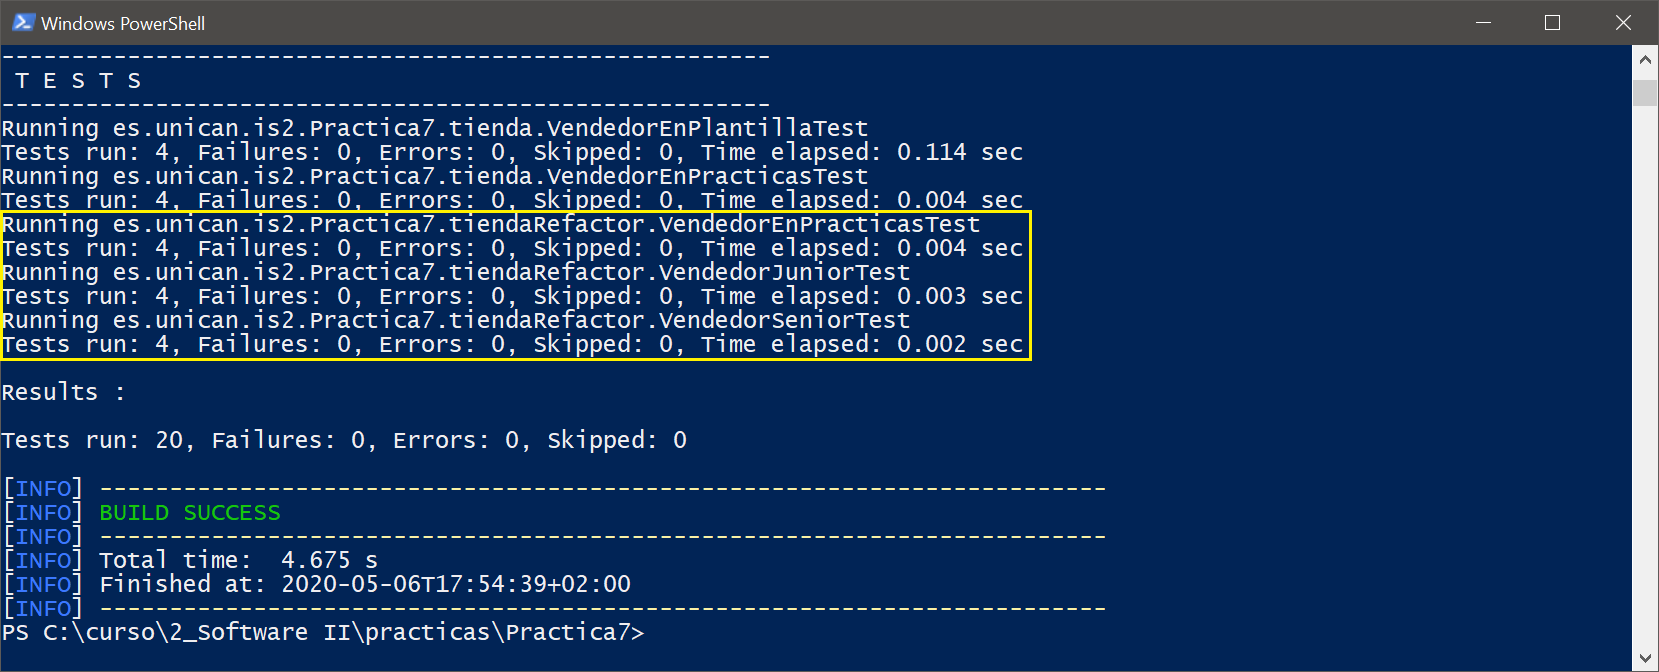 Windows PowerShell
-------------------------------------------------------
T E S T S
-------------------------------------------------------
Running es.unican.is2.Practica7.tienda.VendedorEnPlantillaTest
Tests run: 4, Failures: 0, Errors: 0, Skipped: 0, Time elapsed: 0.114 sec
Running es.unican.is2.Practica7.tienda.VendedorEnPracticasTest
Tests run: 4, Failures: 0, Errors: 0, Skipped: 0, Time elapsed: 0.004 sec
Running es.unican.is2.Practica7.tiendaRefactor.VendedorEnPracticasTest
Tests run: 4, Failures: 0, Errors: 0, Skipped: 0, Time elapsed: 0.004 sec
Running es.unican.is2.Practica7.tiendaRefactor.VendedorJuniorTest
Tests run: 4, Failures: 0, Errors: 0, Skipped: 0, Time elapsed: 0.003 sec
Running es.unican.is2.Practica7.tiendaRefactor.VendedorSeniorTest
Tests run: 4, Failures: 0, Errors: 0, Skipped: 0, Time elapsed: 0.002 sec
Results :
Tests run: 20, Failures: 0, Errors: 0, Skipped: 0
[INFO] ------------------------------------------------------------------------
[INFO] BUILD SUCCESS
[INFO] ------------------------------------------------------------------------
[INFO] Total time:  4.675 s
[INFO] Finished at: 2020-05-06T17:54:39+02:00
[INFO] ------------------------------------------------------------------------
PS C:\curso\2_Software II\practicas\Practica7>